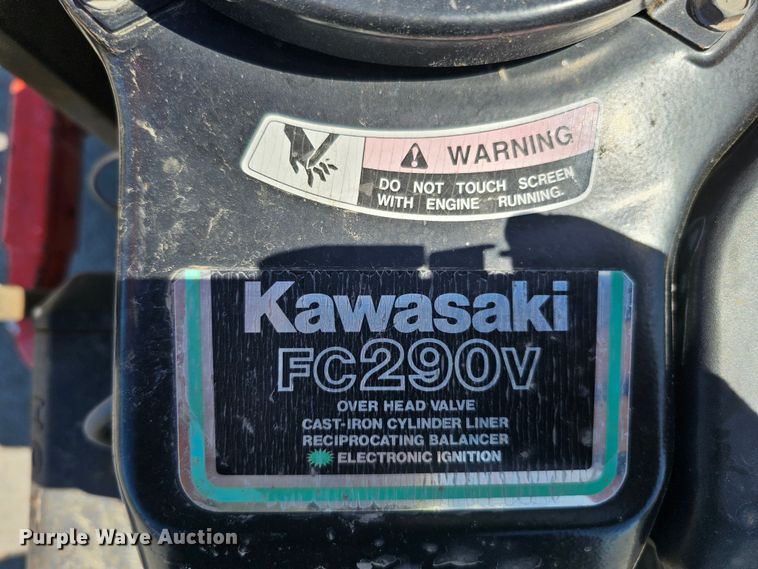 WARNING
DO NOT TOUCH SCREEN
WITH ENGINE RUNNING.
Kawasaki
FC290V
OVER HEAD VALVE
CAST-IRON CYLINDER LINER
RECIPROCATING BALANCER
ELECTRONIC IGNITION
Purple Wave Auction